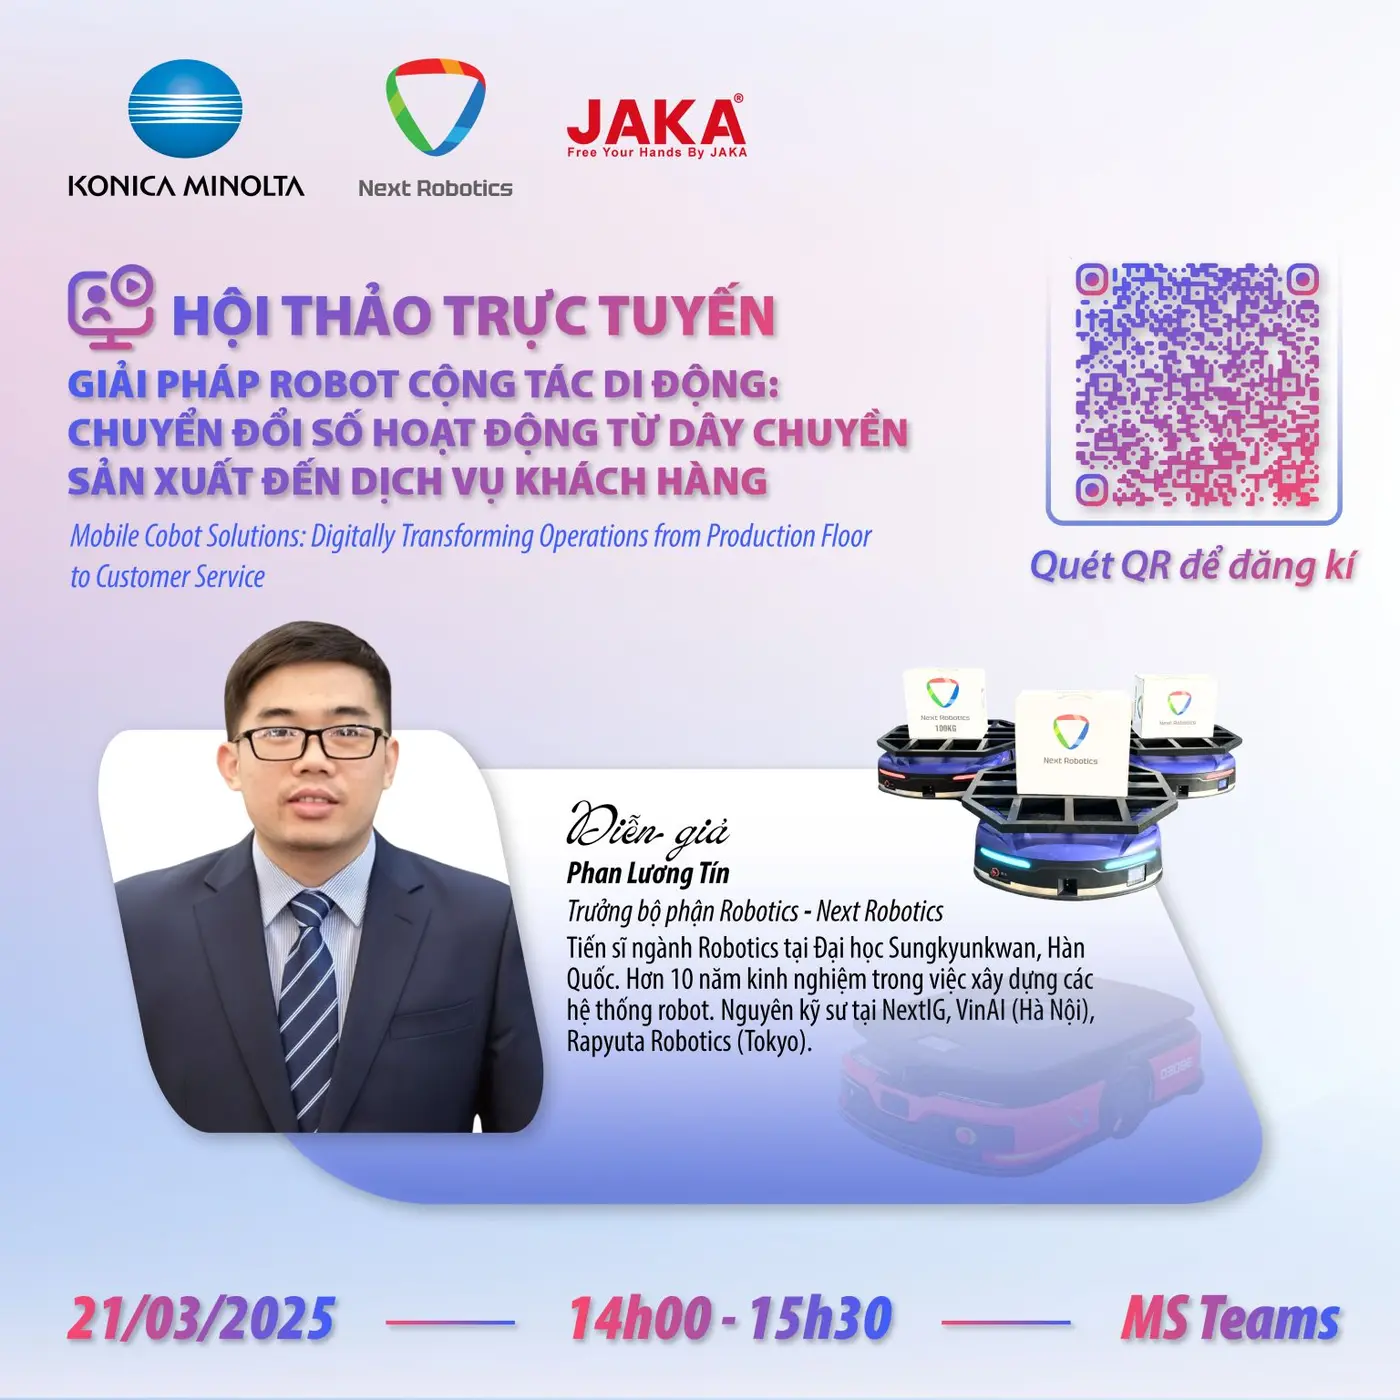 KONICA MINOLTA
Next Robotics
JAKA®
Free Your Hands By JAKA
HỘI THẢO TRỰC TUYẾN
GIẢI PHÁP ROBOT CỘNG TÁC DI ĐỘNG:
CHUYỂN ĐỔI SỐ HOẠT ĐỘNG TỪ DÂY CHUYỀN
SẢN XUẤT ĐẾN DỊCH VỤ KHÁCH HÀNG
Mobile Cobot Solutions: Digitally Transforming Operations from Production Floor
to Customer Service
Quét QR để đăng kí
Next Robotics
100KG
Next Robotics
Next Robotics
Diễn giả
Phan Lương Tín
Trưởng bộ phận Robotics - Next Robotics
Tiến sĩ ngành Robotics tại Đại học Sungkyunkwan, Hàn
Quốc. Hơn 10 năm kinh nghiệm trong việc xây dựng các
hệ thống robot. Nguyên kỹ sư tại NextIG, VinAI (Hà Nội),
Rapyuta Robotics (Tokyo).
21/03/2025
14h00 - 15h30
MS Teams